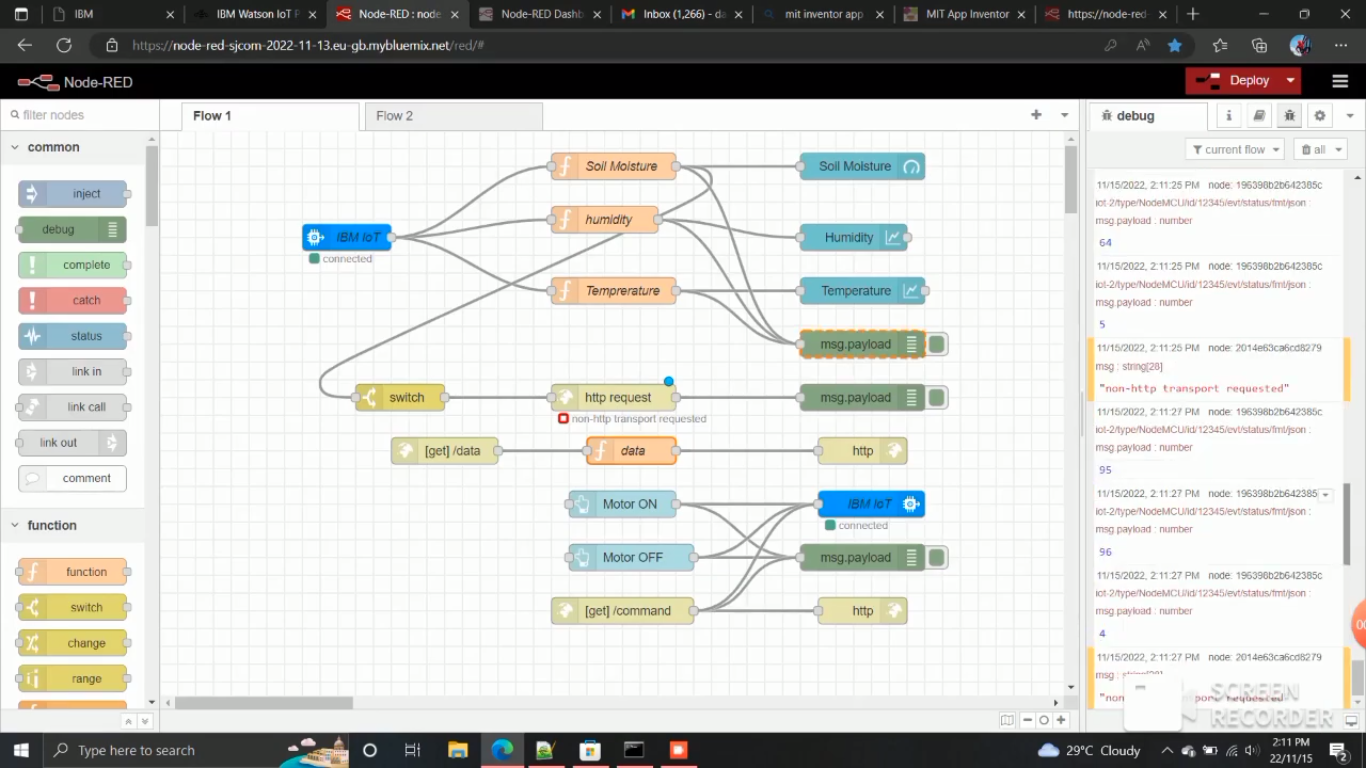 IBM
IBM Watson IoT P
Node-RED : node
Node-RED Dashb
Inbox (1,266) - da
mit inventor app
MIT App Inventor
https://node-red
https://node-red-sjcom-2022-11-13.eu-gb.mybluemix.net/red/#
Node-RED
Deploy
filter nodes
Flow 1
Flow 2
debug
common
current flow
all
inject
debug
complete
catch
status
link in
link call
link out
comment
function
function
switch
change
range
Soil Moisture
Soil Moisture
humidity
IBM IoT
Humidity
connected
Temprerature
Temperature
msg.payload
switch
http request
msg.payload
non-http transport requested
[get] /data
data
http
Motor ON
IBM IoT
connected
Motor OFF
msg.payload
[get] /command
http
11/15/2022, 2:11:25 PM node: 196398b2b642385c
iot-2/type/NodeMCU/id/12345/evt/status/fmt/json :
msg.payload : number
64
11/15/2022, 2:11:25 PM node: 196398b2b642385c
iot-2/type/NodeMCU/id/12345/evt/status/fmt/json :
msg.payload : number
5
11/15/2022, 2:11:25 PM node: 2014e63ca6cd8279
msg : string[28]
"non-http transport requested"
11/15/2022, 2:11:27 PM node: 196398b2b642385c
iot-2/type/NodeMCU/id/12345/evt/status/fmt/json :
msg.payload : number
95
11/15/2022, 2:11:27 PM node: 196398b2b642385
iot-2/type/NodeMCU/id/12345/evt/status/fmt/json :
msg.payload : number
96
11/15/2022, 2:11:27 PM node: 196398b2b642385c
iot-2/type/NodeMCU/id/12345/evt/status/fmt/json :
msg.payload : number
4
11/15/2022, 2:11:27 PM node: 2014e63ca6cd8279
msg : string[28]
SCREEN
RECORDER
Type here to search
29°C Cloudy
2:11 PM
22/11/15
2